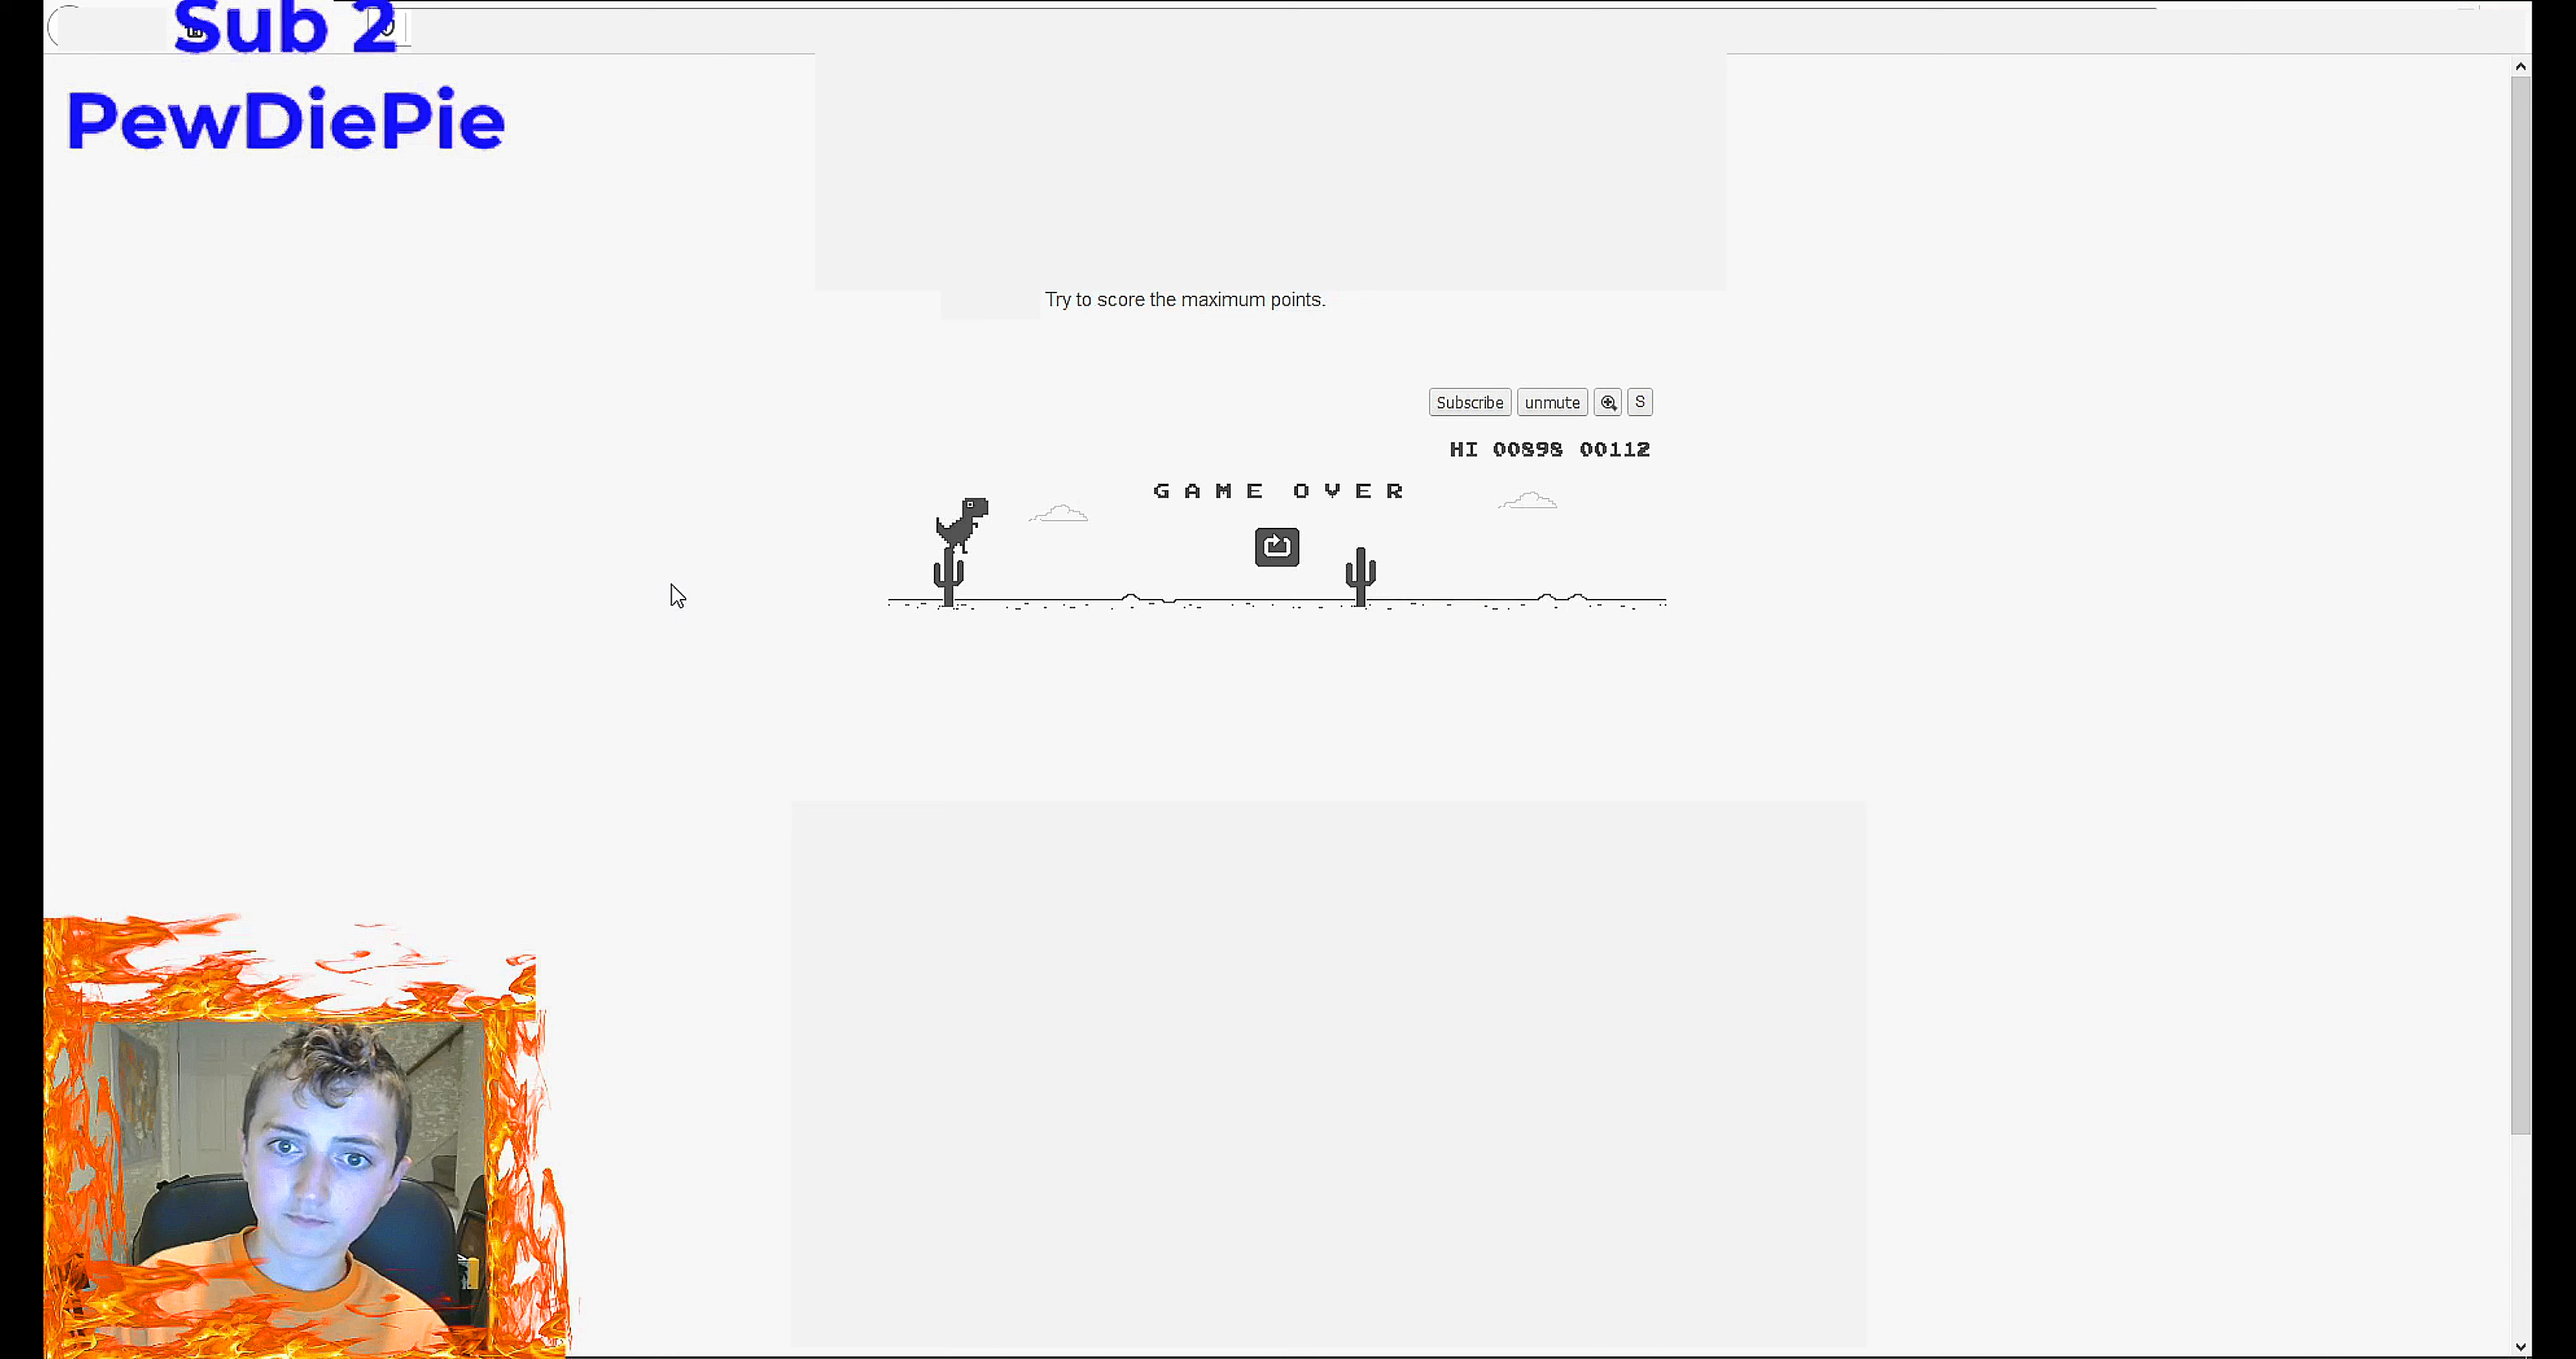 Sub 2
PewDiePie
Try to score the maximum points.
Subscribe unmute S
HI 00898 00112
GAME OVER